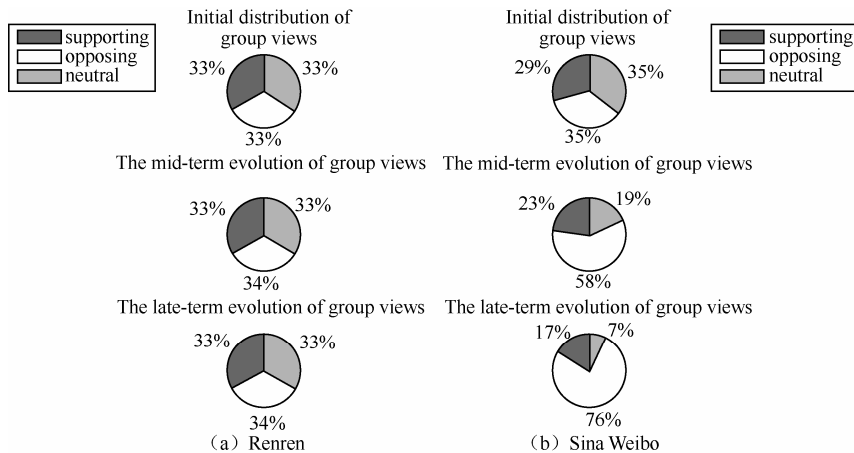 supporting
opposing
neutral
Initial distribution of
group views
33%
33%
33%
The mid-term evolution of group views
33%
33%
34%
The late-term evolution of group views
33%
33%
34%
（a）Renren
Initial distribution of
group views
29%
35%
35%
The mid-term evolution of group views
23%
19%
58%
The late-term evolution of group views
17%
7%
76%
（b）Sina Weibo
supporting
opposing
neutral